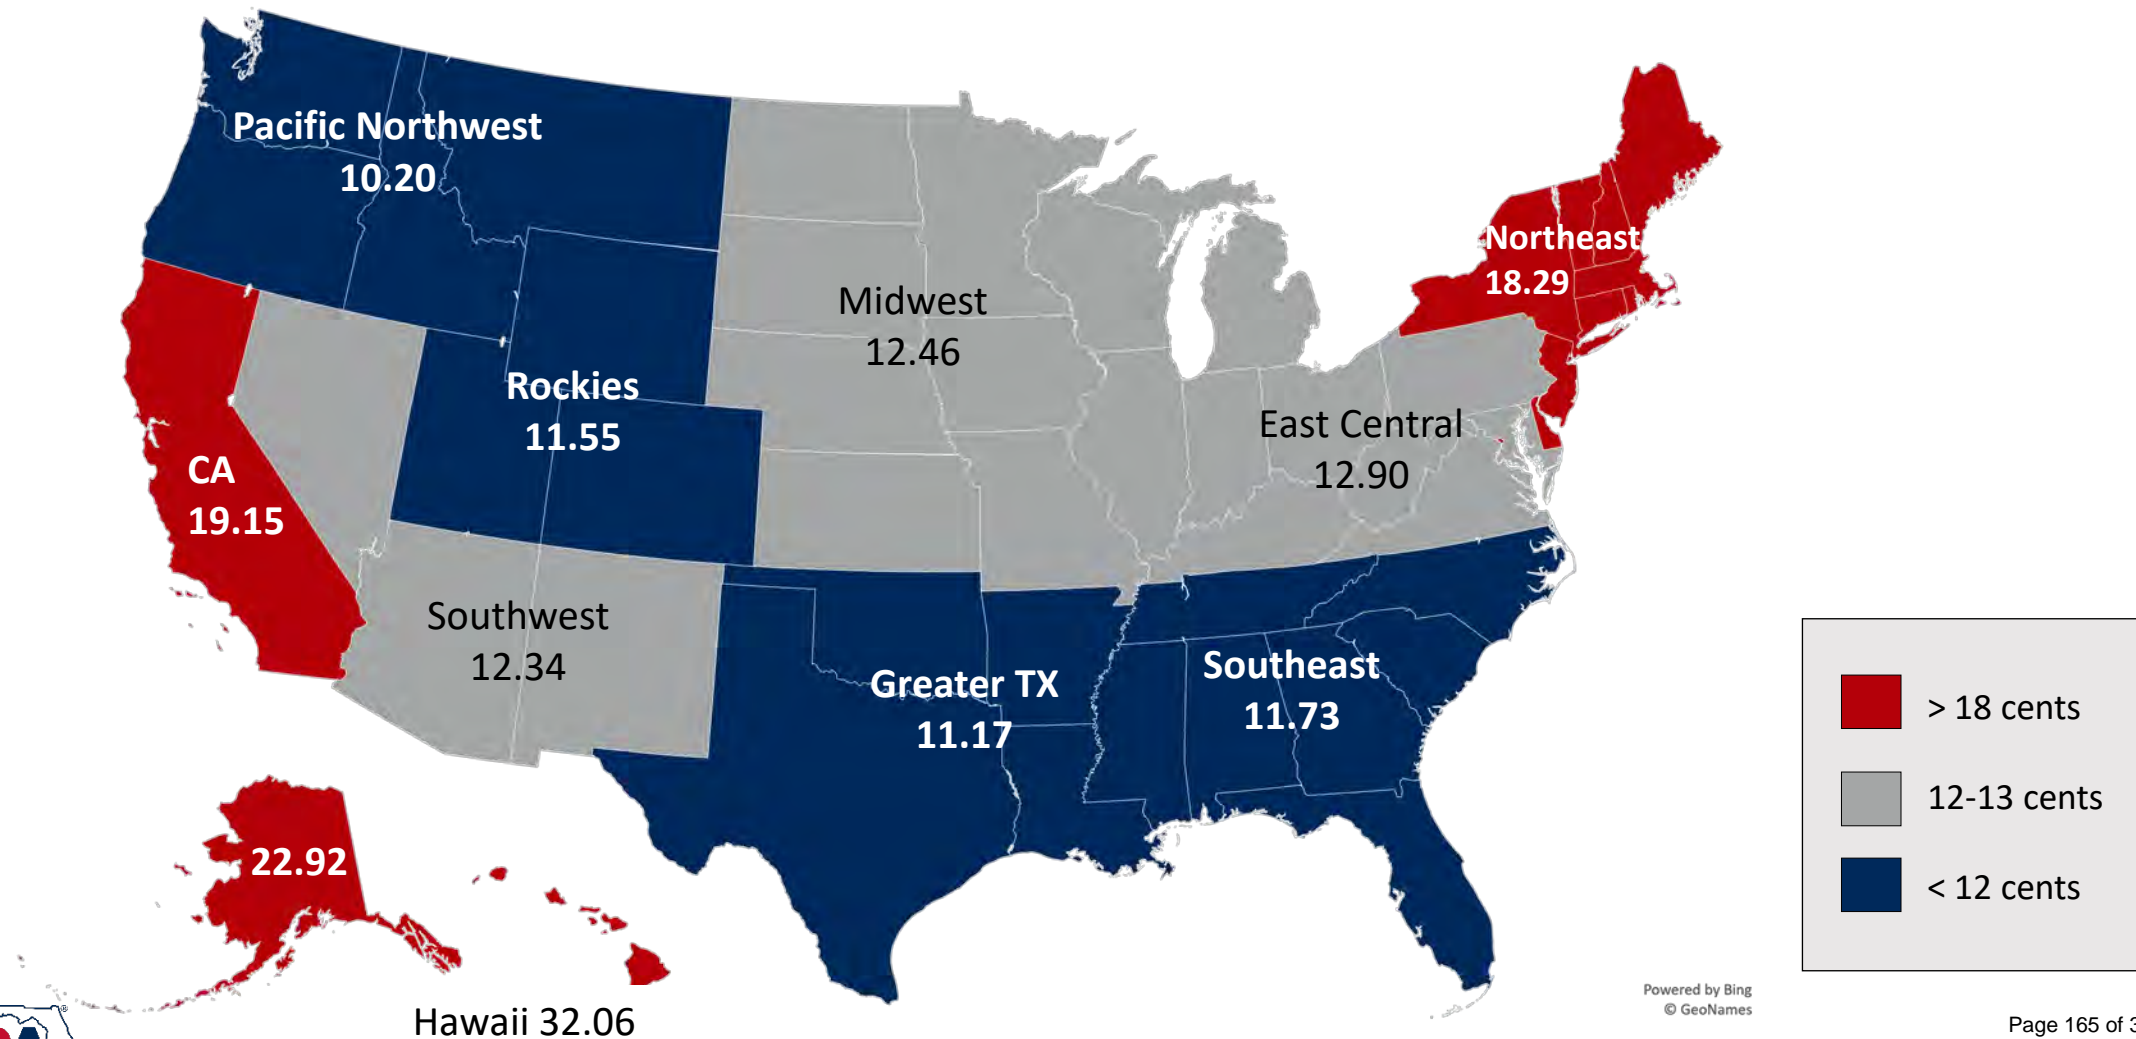 Pacific Northwest
10.20
Northeast
18.29
Midwest
12.46
Rockies
11.55
East Central
12.90
CA
19.15
Southwest
12.34
Greater TX
11.17
Southeast
11.73
> 18 cents
12-13 cents
< 12 cents
22.92
Hawaii 32.06
Powered by Bing
© GeoNames
Page 165 of 3
®